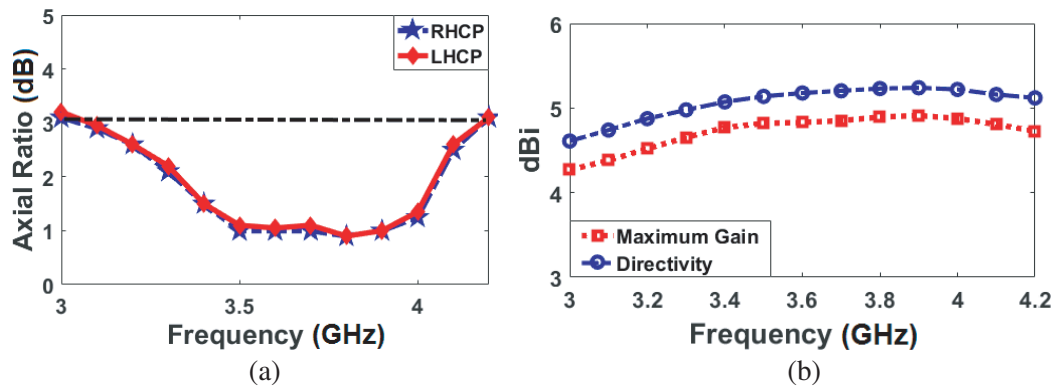 5
4
3
2
1
0
Axial Ratio (dB)
RHCP
LHCP
3
3.5
4
Frequency (GHz)
(a)
6
5
4
3
dBi
Maximum Gain
Directivity
3
3.2
3.4
3.6
3.8
4
4.2
Frequency (GHz)
(b)